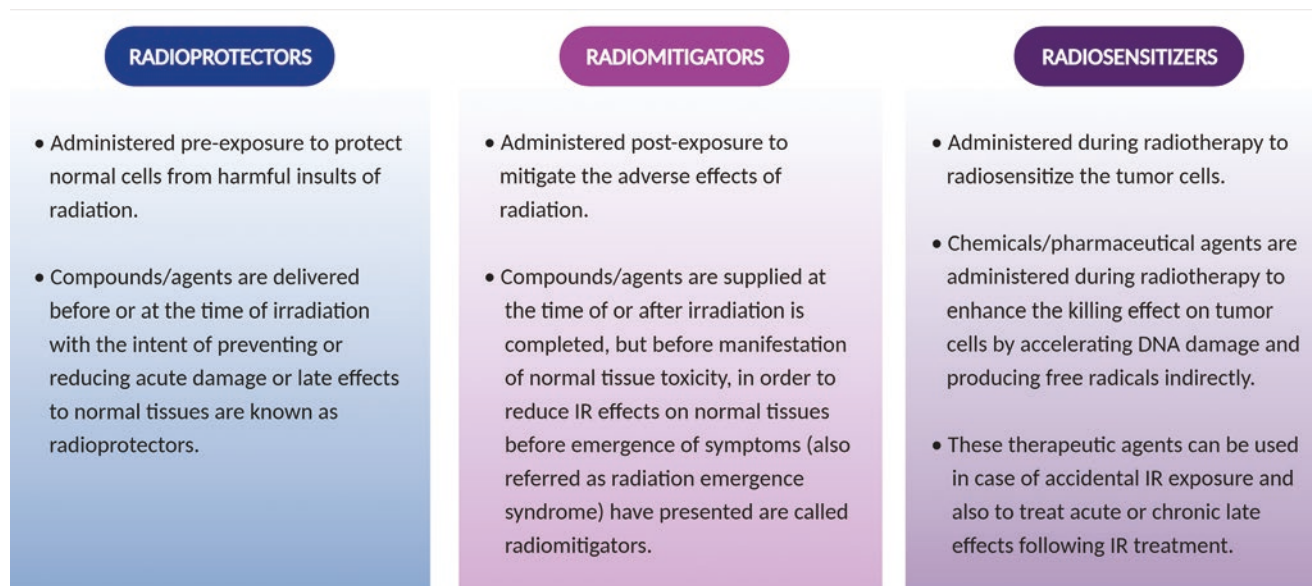 RADIOPROTECTORS
• Administered pre-exposure to protect
normal cells from harmful insults of
radiation.
• Compounds/agents are delivered
before or at the time of irradiation
with the intent of preventing or
reducing acute damage or late effects
to normal tissues are known as
radioprotectors.
RADIOMITIGATORS
• Administered post-exposure to
mitigate the adverse effects of
radiation.
• Compounds/agents are supplied at
the time of or after irradiation is
completed, but before manifestation
of normal tissue toxicity, in order to
reduce IR effects on normal tissues
before emergence of symptoms (also
referred as radiation emergence
syndrome) have presented are called
radiomitigators.
RADIOSENSITIZERS
• Administered during radiotherapy to
radiosensitize the tumor cells.
• Chemicals/pharmaceutical agents are
administered during radiotherapy to
enhance the killing effect on tumor
cells by accelerating DNA damage and
producing free radicals indirectly.
• These therapeutic agents can be used
in case of accidental IR exposure and
also to treat acute or chronic late
effects following IR treatment.